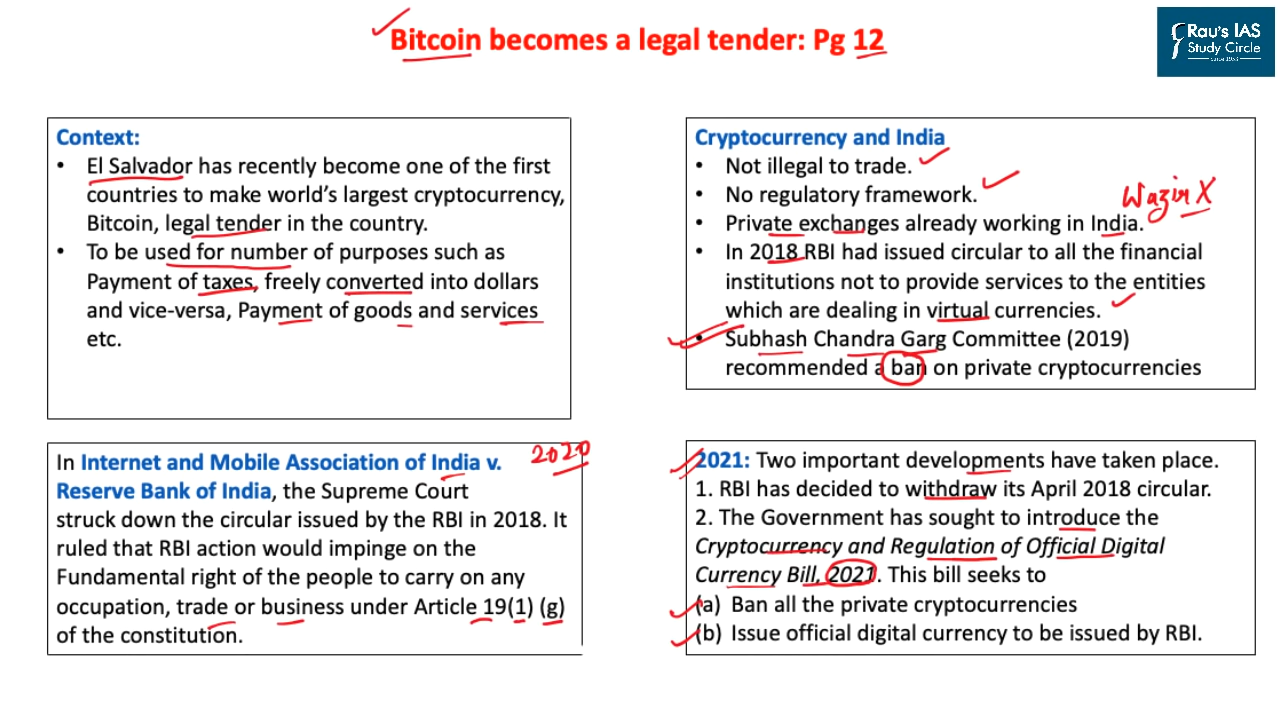 Bitcoin becomes a legal tender: Pg 12
Rau's IAS
Study Circle
since 1953
Context:
• El Salvador has recently become one of the first
countries to make world's largest cryptocurrency,
Bitcoin, legal tender in the country.
• To be used for number of purposes such as
Payment of taxes, freely converted into dollars
and vice-versa, Payment of goods and services
etc.
Cryptocurrency and India
• Not illegal to trade.
• No regulatory framework.
WazirX
• Private exchanges already working in India.
• In 2018 RBI had issued circular to all the financial
institutions not to provide services to the entities
which are dealing in virtual currencies.
• Subhash Chandra Garg Committee (2019)
recommended a ban on private cryptocurrencies
2020
In Internet and Mobile Association of India v.
Reserve Bank of India, the Supreme Court
struck down the circular issued by the RBI in 2018. It
ruled that RBI action would impinge on the
Fundamental right of the people to carry on any
occupation, trade or business under Article 19(1) (g)
of the constitution.
2021: Two important developments have taken place.
1. RBI has decided to withdraw its April 2018 circular.
2. The Government has sought to introduce the
Cryptocurrency and Regulation of Official Digital
Currency Bill, 2021. This bill seeks to
(a) Ban all the private cryptocurrencies
(b) Issue official digital currency to be issued by RBI.